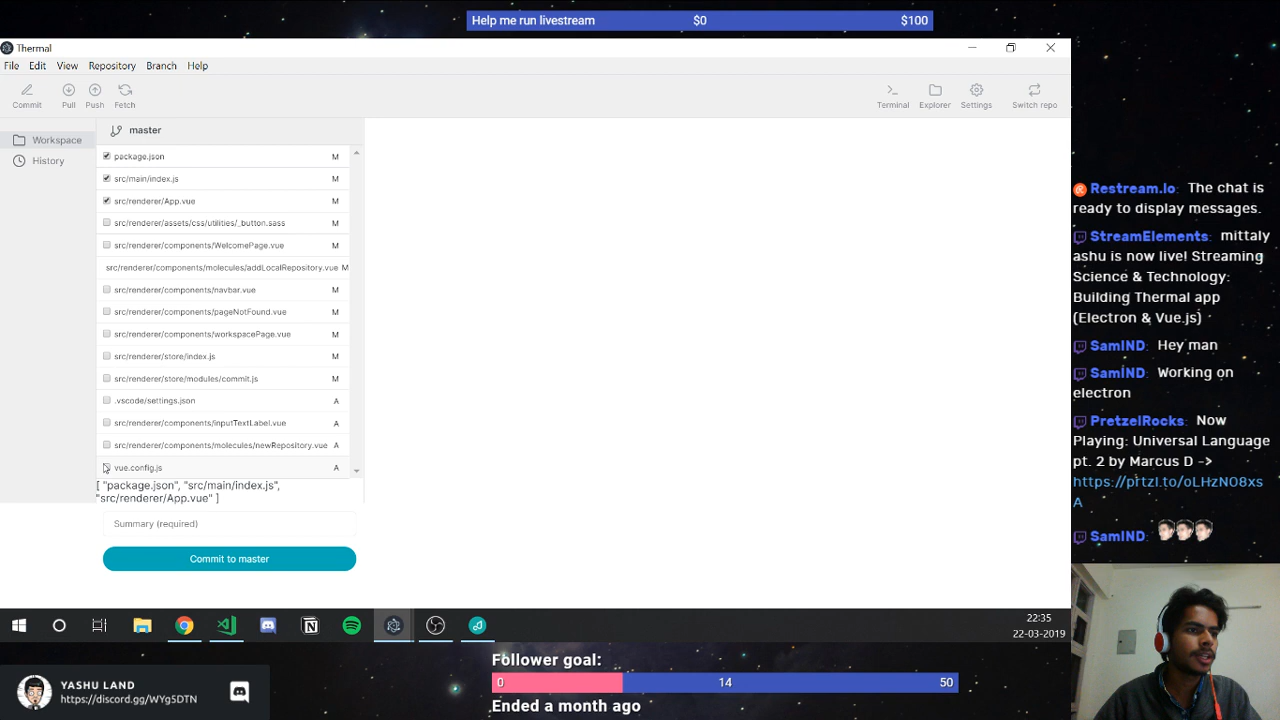 Help me run livestream $0 $100
Thermal
File Edit View Repository Branch Help
Commit Pull Push Fetch Terminal Explorer Settings Switch repo
Workspace
History
master
package.json M
src/main/index.js M
src/renderer/App.vue M
src/renderer/assets/css/utilities/_button.sass M
src/renderer/components/WelcomePage.vue M
src/renderer/components/molecules/addLocalRepository.vue M
src/renderer/components/navbar.vue M
src/renderer/components/pageNotFound.vue M
src/renderer/components/workspacePage.vue M
src/renderer/store/index.js M
src/renderer/store/modules/commit.js M
.vscode/settings.json A
src/renderer/components/inputTextLabel.vue A
src/renderer/components/molecules/newRepository.vue A
vue.config.js A
[ "package.json", "src/main/index.js",
"src/renderer/App.vue" ]
Summary (required)
Commit to master
Restream.io The chat is
ready to display messages.
StreamElements: mittaly
ashu is now live! Streaming
Science & Technology:
Building Thermal app
(Electron & Vue.js)
SamIND: Hey man
SamIND: Working on
electron
PretzelRocks: Now
Playing: Universal Language
pt. 2 by Marcus D ->
https://prtzl.to/oLHzNO8xs
A
SamIND:
22:35
22-03-2019
YASHU LAND
https://discord.gg/WYg5DTN
Follower goal:
0 14 50
Ended a month ago